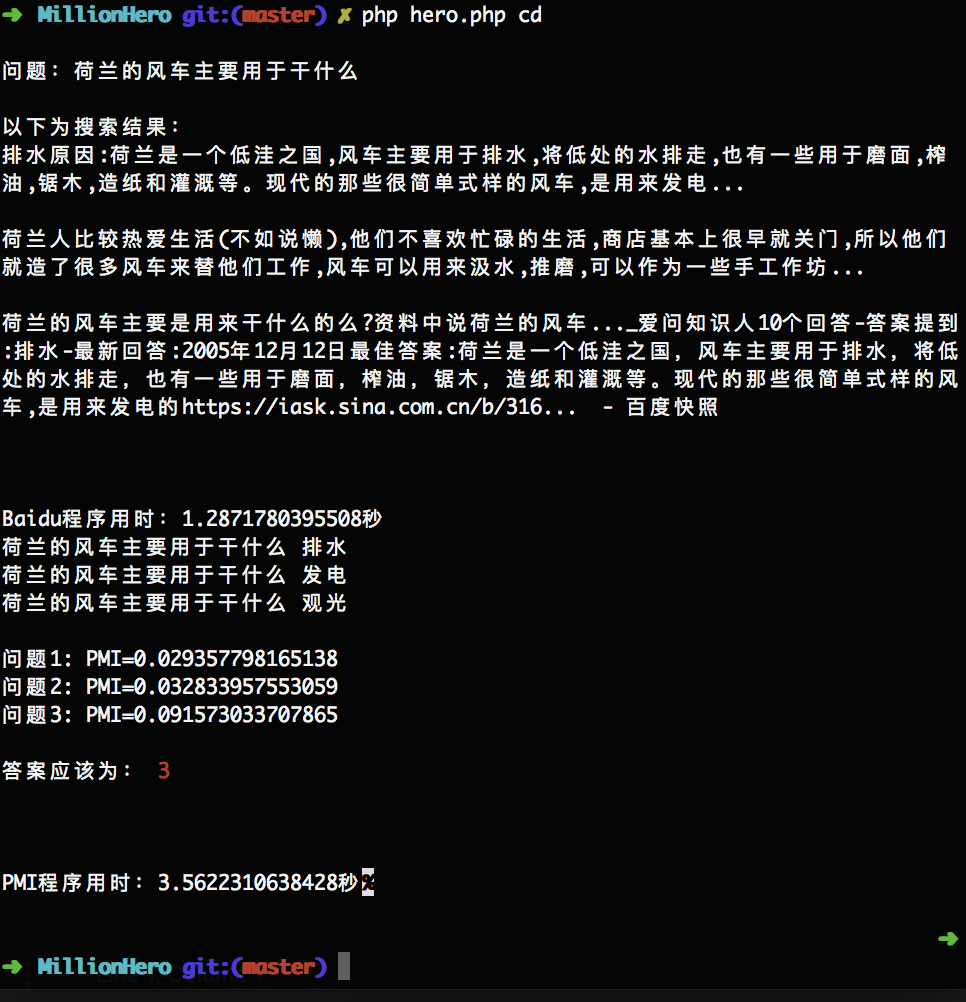 ➜ MillionHero git:(master) ✗ php hero.php cd
问题: 荷兰的风车主要用于干什么
以下为搜索结果:
排水原因:荷兰是一个低洼之国,风车主要用于排水,将低处的水排走,也有一些用于磨面,榨
油,锯木,造纸和灌溉等。现代的那些很简单式样的风车,是用来发电...
荷兰人比较热爱生活(不如说懒),他们不喜欢忙碌的生活,商店基本上很早就关门,所以他们
就造了很多风车来替他们工作,风车可以用来汲水,推磨,可以作为一些手工作坊...
荷兰的风车主要是用来干什么的么?资料中说荷兰的风车..._爱问知识人10个回答-答案提到
:排水-最新回答:2005年12月12日最佳答案:荷兰是一个低洼之国, 风车主要用于排水, 将低
处的水排走, 也有一些用于磨面, 榨油, 锯木, 造纸和灌溉等。现代的那些很简单式样的风
车,是用来发电的https://iask.sina.com.cn/b/316...  - 百度快照
Baidu程序用时: 1.2871780395508秒
荷兰的风车主要用于干什么 排水
荷兰的风车主要用于干什么 发电
荷兰的风车主要用于干什么 观光
问题1: PMI=0.029357798165138
问题2: PMI=0.032833957553059
问题3: PMI=0.091573033707865
答案应该为:  3
PMI程序用时: 3.5622310638428秒%
➜
➜ MillionHero git:(master)